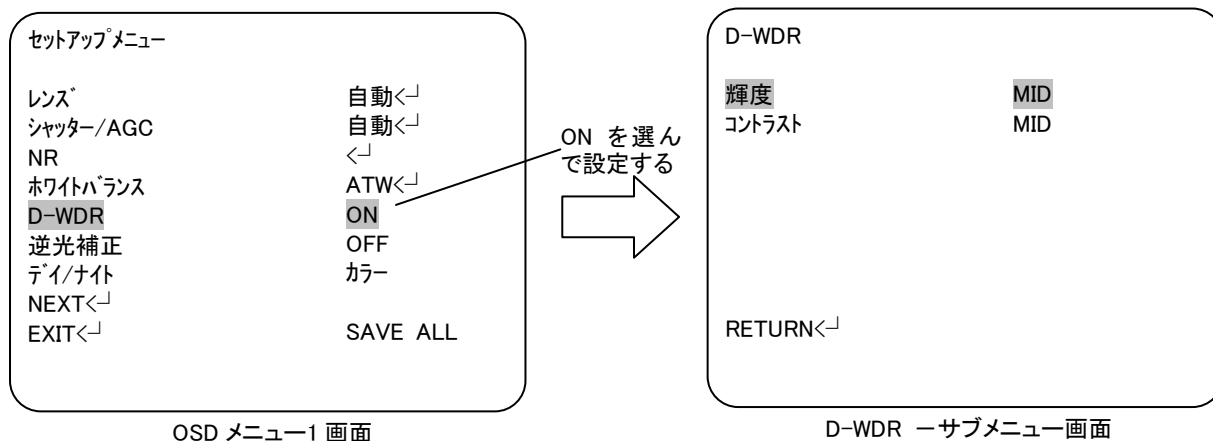 セットアップメニュー
レンズ 自動<┘
シャッター/AGC 自動<┘
NR <┘
ホワイトバランス ATW<┘
D-WDR ON
逆光補正 OFF
デイ/ナイト カラー
NEXT<┘
EXIT<┘ SAVE ALL
OSD メニュー1 画面
ON を選ん
で設定する
D-WDR
輝度 MID
コントラスト MID
RETURN<┘
D-WDR －サブメニュー画面